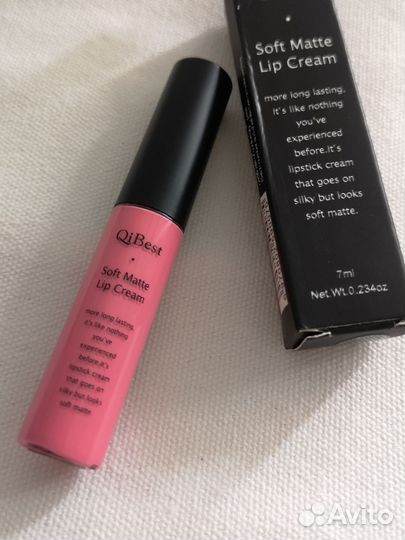 QiBest
Soft Matte
Lip Cream
more long lasting,
it's like nothing
you've
experienced
before.it's
lipstick cream
that goes on
silky but looks
soft matte
Soft Matte
Lip Cream
more long lasting,
it's like nothing
you've
experienced
before.it's
lipstick cream
that goes on
silky but looks
soft matte.
7ml
Net.Wt.0.234oz
Avito